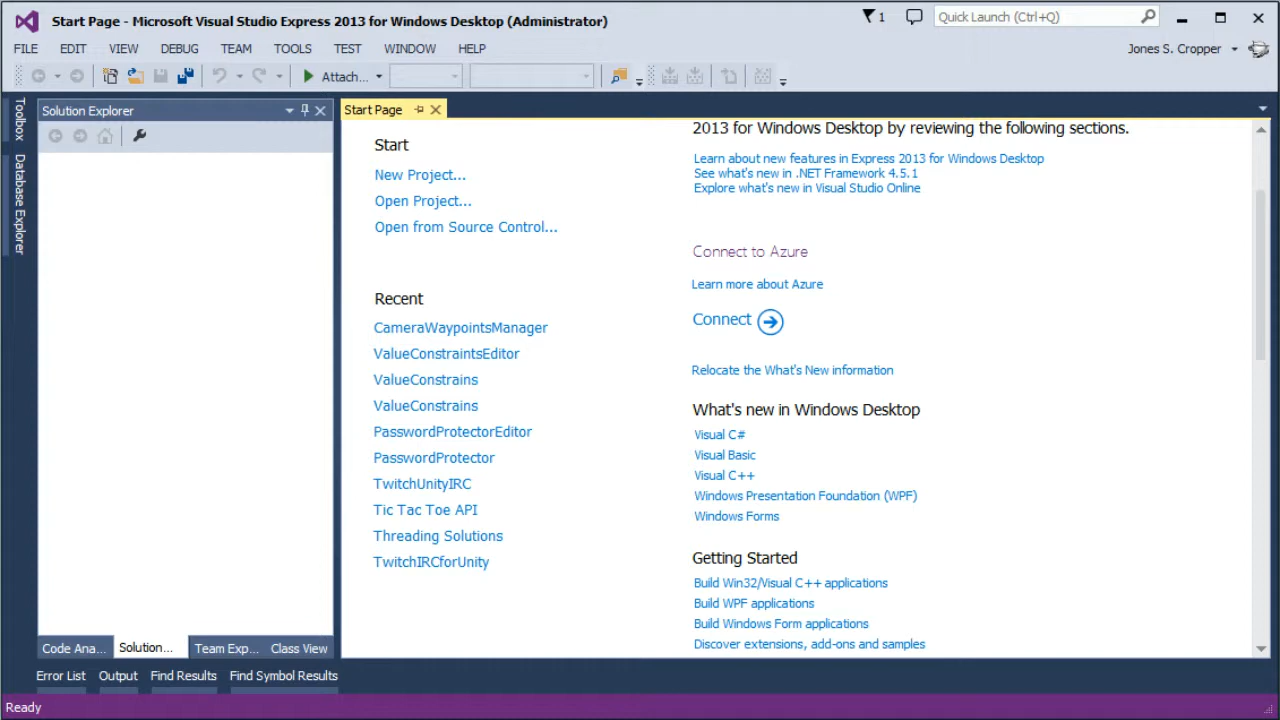 Start Page - Microsoft Visual Studio Express 2013 for Windows Desktop (Administrator)
1
Quick Launch (Ctrl+Q)
FILE EDIT VIEW DEBUG TEAM TOOLS TEST WINDOW HELP
Jones S. Cropper
Attach...
Toolbox
Database Explorer
Solution Explorer
Start Page
Start
New Project...
Open Project...
Open from Source Control...
Recent
CameraWaypointsManager
ValueConstraintsEditor
ValueConstrains
ValueConstrains
PasswordProtectorEditor
PasswordProtector
TwitchUnityIRC
Tic Tac Toe API
Threading Solutions
TwitchIRCforUnity
2013 for Windows Desktop by reviewing the following sections.
Learn about new features in Express 2013 for Windows Desktop
See what's new in .NET Framework 4.5.1
Explore what's new in Visual Studio Online
Connect to Azure
Learn more about Azure
Connect
Relocate the What's New information
What's new in Windows Desktop
Visual C#
Visual Basic
Visual C++
Windows Presentation Foundation (WPF)
Windows Forms
Getting Started
Build Win32/Visual C++ applications
Build WPF applications
Build Windows Form applications
Discover extensions, add-ons and samples
Code Ana... Solution... Team Exp... Class View
Error List Output Find Results Find Symbol Results
Ready